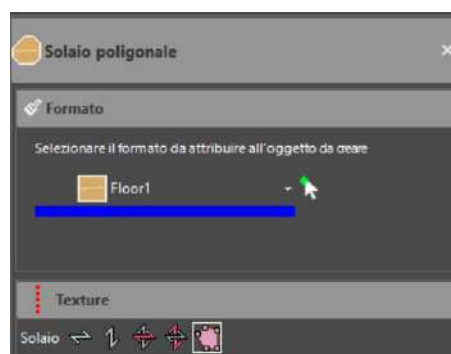 Solaio poligonale
Formato
Selezionare il formato da attribuire all'oggetto da creare
Floor1
Texture
Solaio